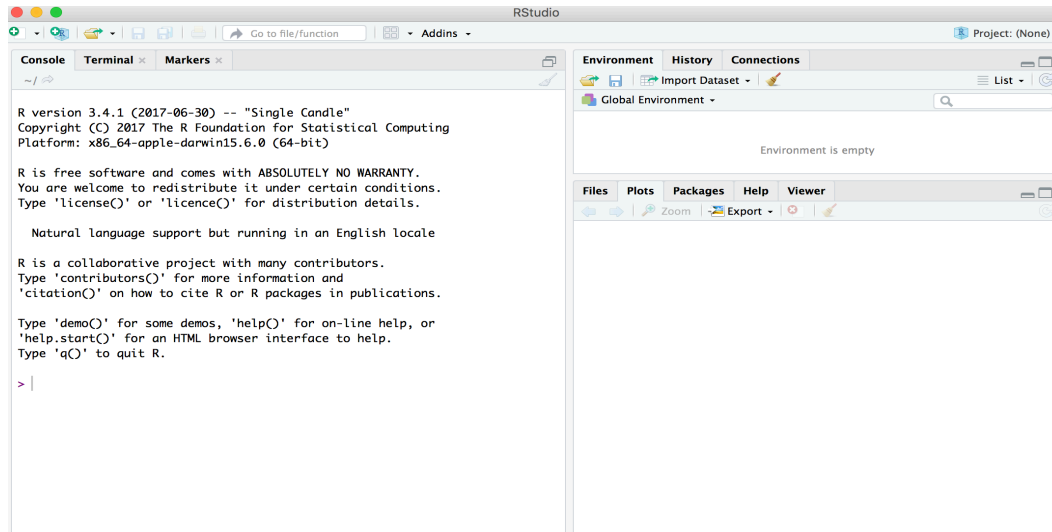 RStudio
Go to file/function Addins Project: (None)
Console Terminal Markers
~/
R version 3.4.1 (2017-06-30) -- "Single Candle"
Copyright (C) 2017 The R Foundation for Statistical Computing
Platform: x86_64-apple-darwin15.6.0 (64-bit)
R is free software and comes with ABSOLUTELY NO WARRANTY.
You are welcome to redistribute it under certain conditions.
Type 'license()' or 'licence()' for distribution details.
Natural language support but running in an English locale
R is a collaborative project with many contributors.
Type 'contributors()' for more information and
'citation()' on how to cite R or R packages in publications.
Type 'demo()' for some demos, 'help()' for on-line help, or
'help.start()' for an HTML browser interface to help.
Type 'q()' to quit R.
>
Environment History Connections
Import Dataset List
Global Environment
Environment is empty
Files Plots Packages Help Viewer
Zoom Export